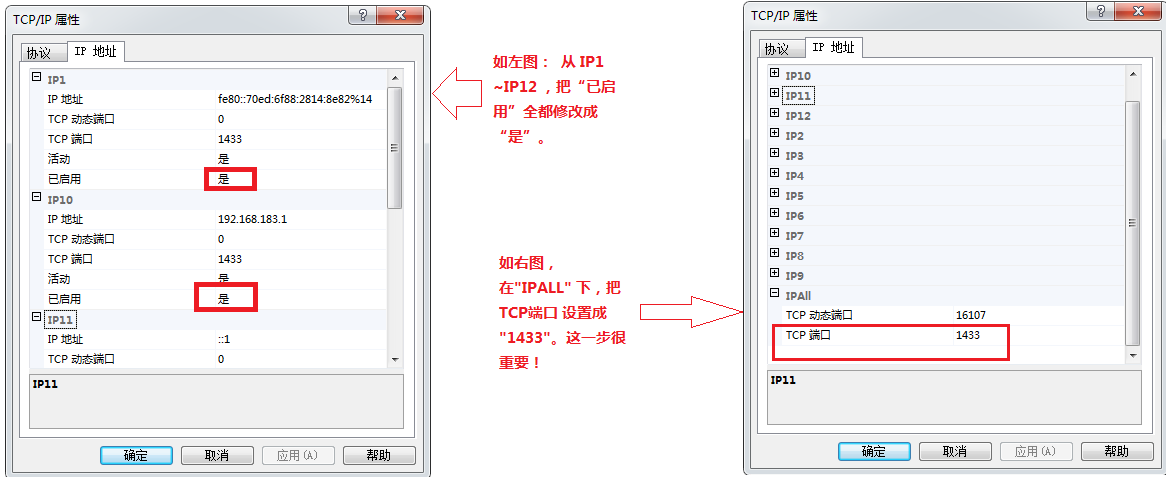 TCP/IP 属性
协议
IP 地址
IP1
IP 地址 fe80::70ed:6f88:2814:8e82%14
TCP 动态端口 0
TCP 端口 1433
活动 是
已启用 是
IP10
IP 地址 192.168.183.1
TCP 动态端口 0
TCP 端口 1433
活动 是
已启用 是
IP11
IP 地址 ::1
TCP 动态端口 0
IP11
确定 取消 应用(A) 帮助
如左图： 从 IP1
~IP12 ，把“已启
用”全都修改成
“是”。
如右图，
在"IPALL" 下，把
TCP端口 设置成
"1433"。这一步很
重要！
TCP/IP 属性
协议
IP 地址
IP10
IP11
IP12
IP2
IP3
IP4
IP5
IP6
IP7
IP8
IP9
IPAll
TCP 动态端口 16107
TCP 端口 1433
IP11
确定 取消 应用(A) 帮助